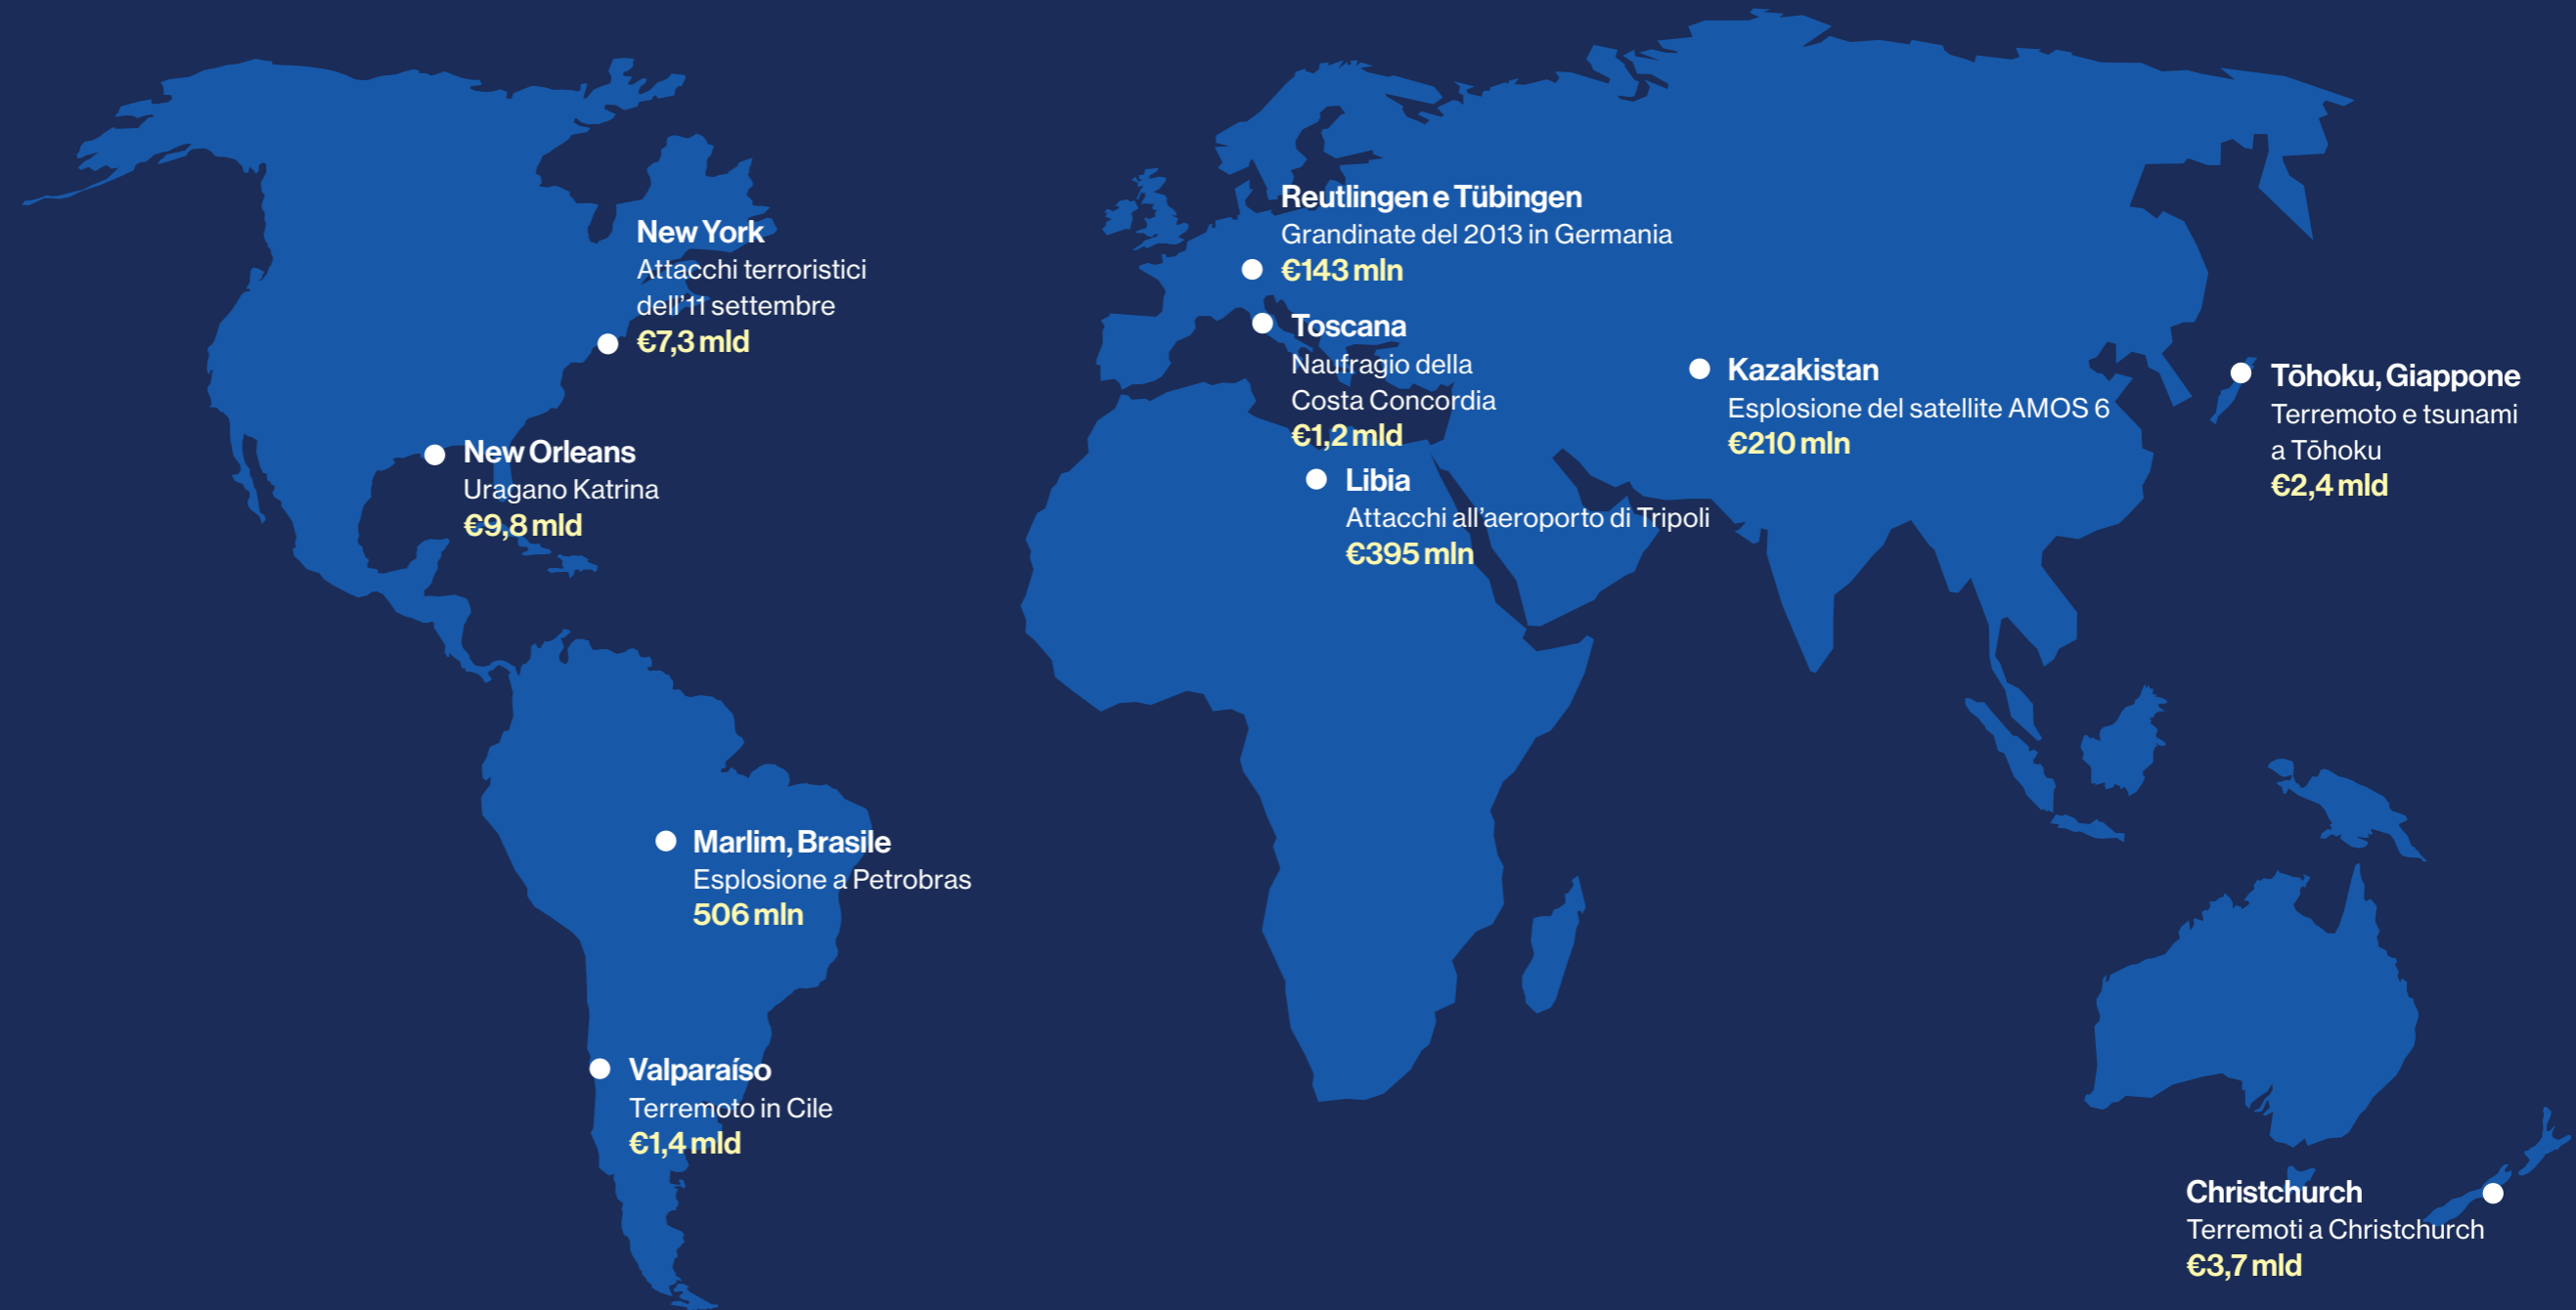 New York
Attacchi terroristici
dell'11 settembre
€7,3 mld
New Orleans
Uragano Katrina
€9,8 mld
Marlim, Brasile
Esplosione a Petrobras
506 mln
Valparaíso
Terremoto in Cile
€1,4 mld
Reutlingen e Tübingen
Grandinate del 2013 in Germania
€143 mln
Toscana
Naufragio della
Costa Concordia
€1,2 mld
Libia
Attacchi all'aeroporto di Tripoli
€395 mln
Kazakistan
Esplosione del satellite AMOS 6
€210 mln
Tōhoku, Giappone
Terremoto e tsunami
a Tōhoku
€2,4 mld
Christchurch
Terremoti a Christchurch
€3,7 mld